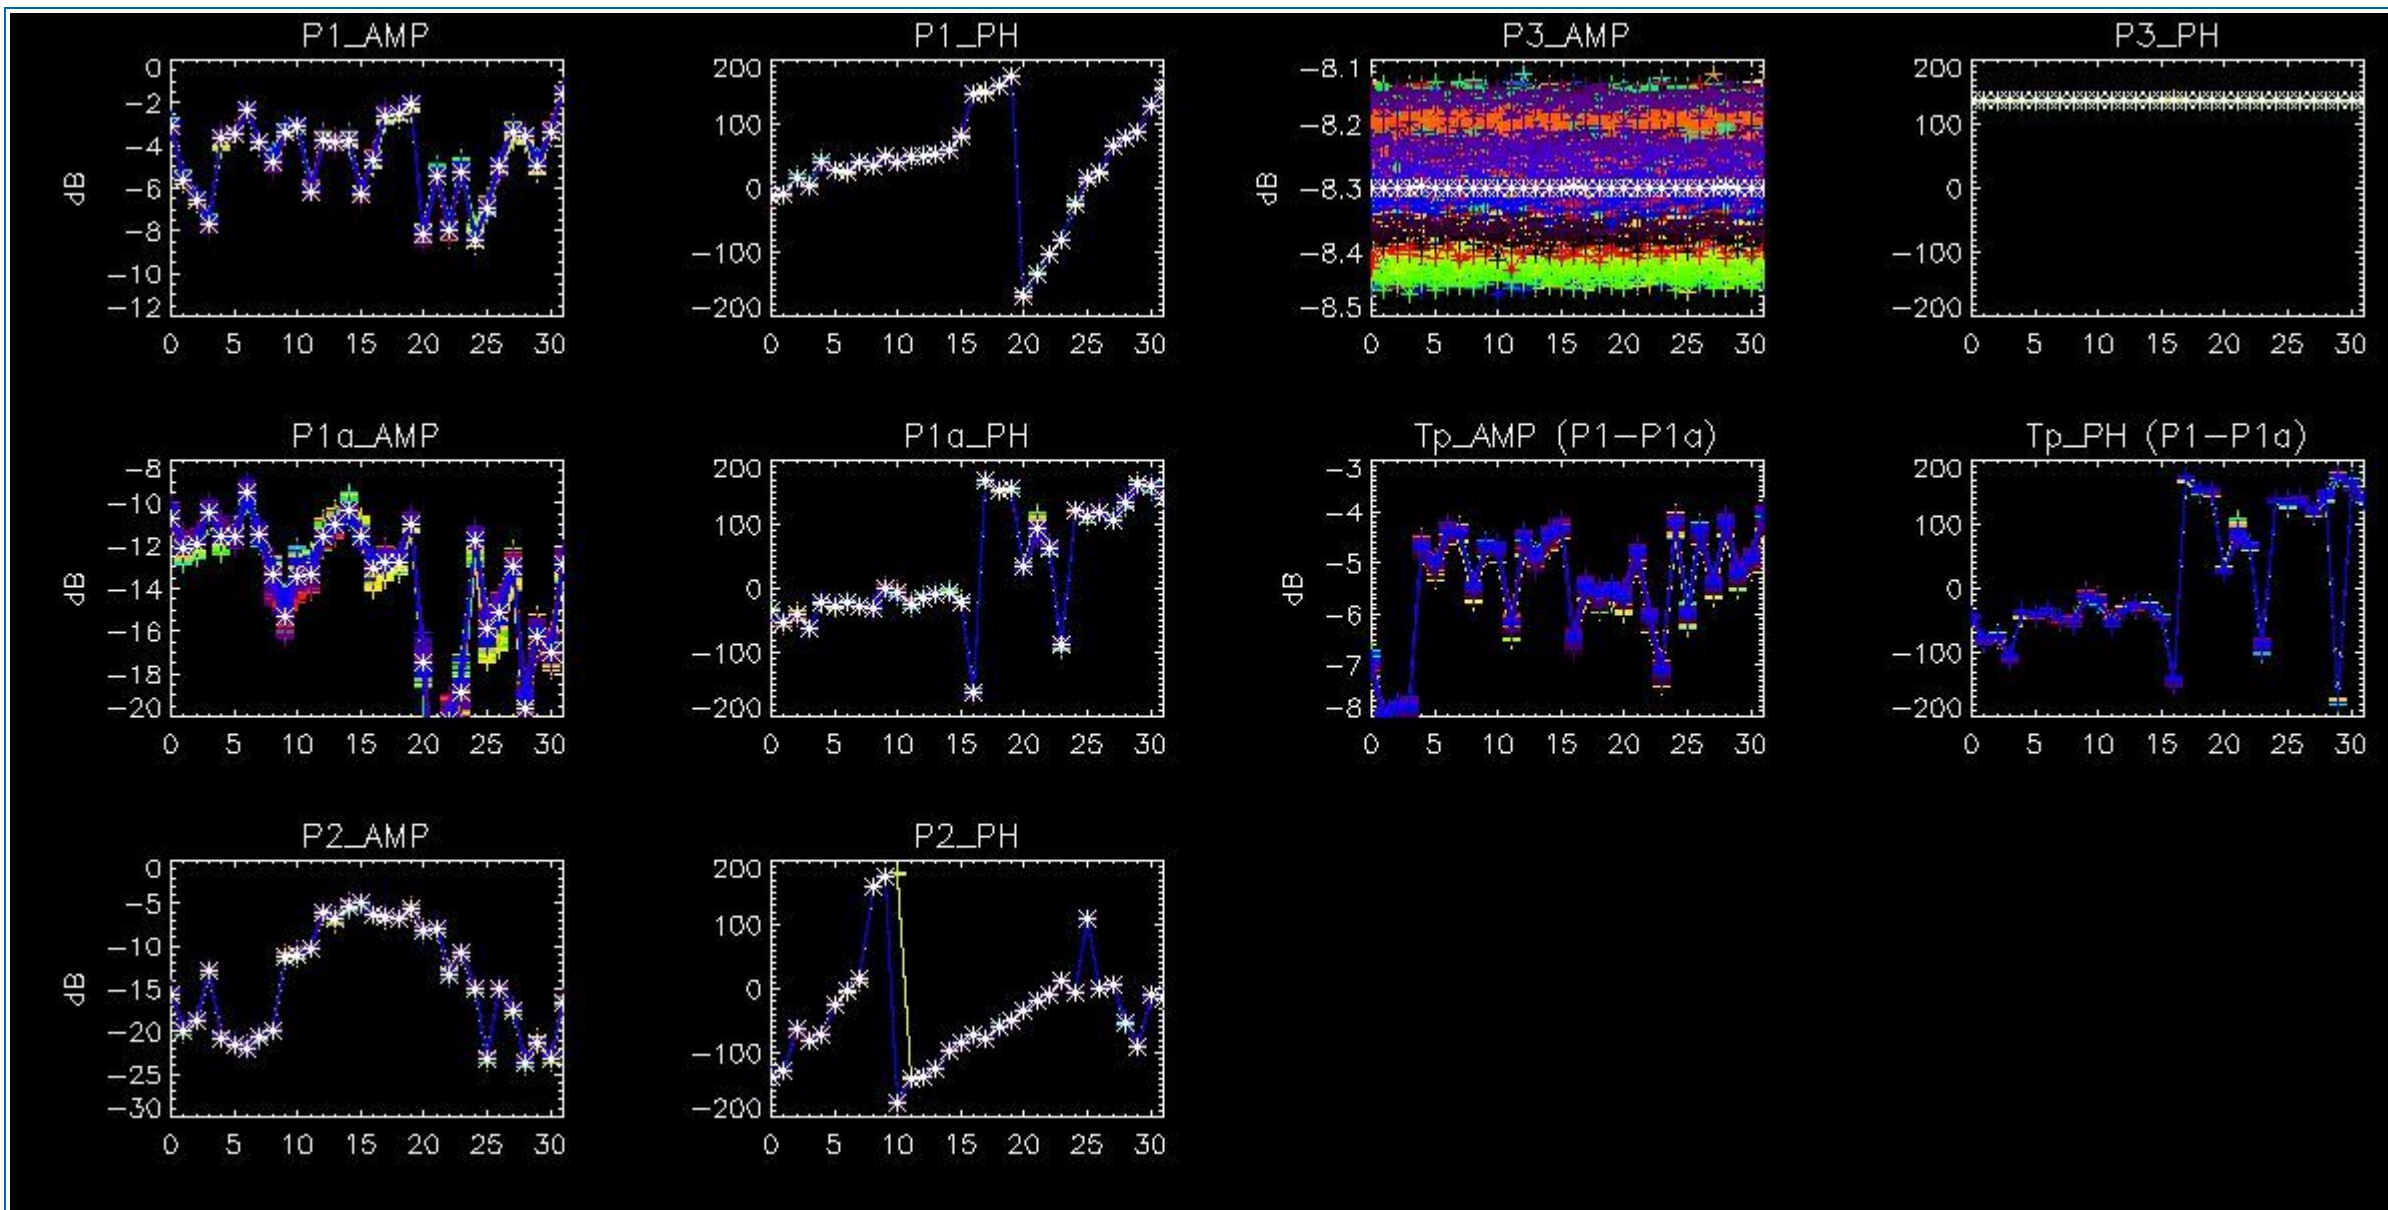 P1_AMP P1_PH P3_AMP P3_PH
0 200 -8.1 200
-2
-4 100 -8.2 100
dB -6 0 dB -8.3 0
-8
-10 -100 -8.4 -100
-12 -200 -8.5 -200
0 5 10 15 20 25 30 0 5 10 15 20 25 30 0 5 10 15 20 25 30 0 5 10 15 20 25 30
P1a_AMP P1a_PH Tp_AMP (P1-P1a) Tp_PH (P1-P1a)
-8 200 -3 200
-10 100 -4 100
-12
dB -14 0 dB -5 0
-16 -100 -6 -100
-18 -7
-20 -200 -8 -200
0 5 10 15 20 25 30 0 5 10 15 20 25 30 0 5 10 15 20 25 30 0 5 10 15 20 25 30
P2_AMP P2_PH
0 200
-5 100
-10
dB -15 0
-20 -100
-25
-30 -200
0 5 10 15 20 25 30 0 5 10 15 20 25 30